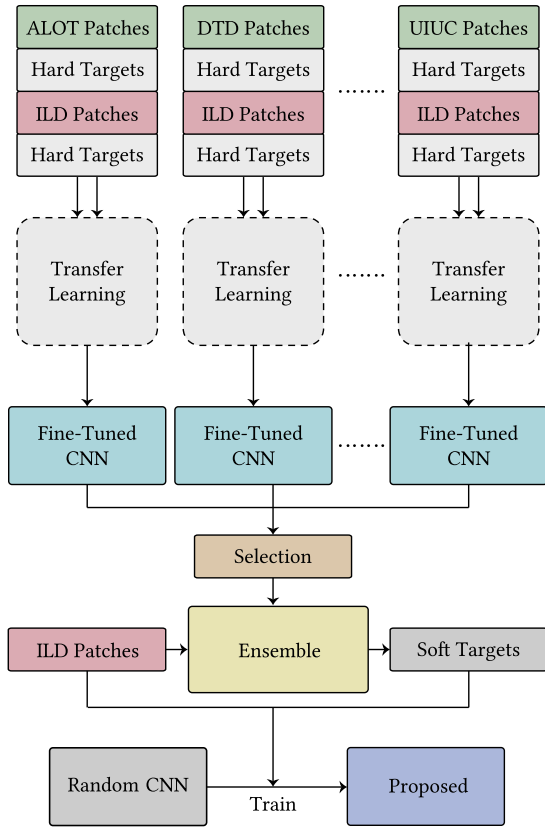 ALOT Patches
DTD Patches
UIUC Patches
Hard Targets
Hard Targets
.......
Hard Targets
ILD Patches
ILD Patches
ILD Patches
Hard Targets
Hard Targets
Hard Targets
Transfer
Learning
Transfer
Learning
.......
Transfer
Learning
Fine-Tuned
CNN
Fine-Tuned
CNN
.......
Fine-Tuned
CNN
Selection
ILD Patches
Ensemble
Soft Targets
Random CNN
Train
Proposed